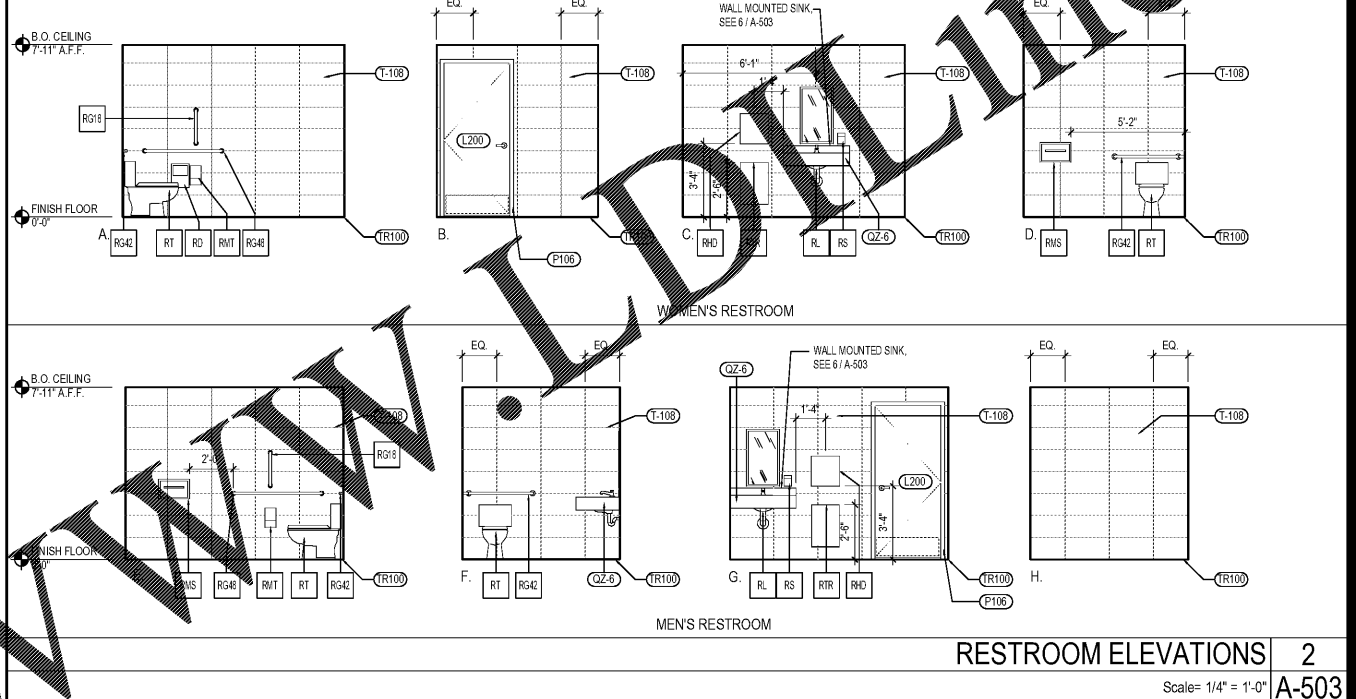 EQ. EQ. EQ. EQ.
WALL MOUNTED SINK,
SEE 6 / A-503
B.O. CEILING
7'-11" A.F.F.
6'-1"
T-108 T-108 T-108 T-108
RG18
L200
5'-2"
3'-4"
2'-6"
FINISH FLOOR
0'-0"
A. B. C. D.
RG42 RT RD RMT RG48 TR100
P106
RHD RL RS QZ-6 TR100
RMS RG42 RT TR100
WOMEN'S RESTROOM
EQ. EQ. EQ. EQ.
WALL MOUNTED SINK,
SEE 6 / A-503
QZ-6
B.O. CEILING
7'-11" A.F.F.
1'-4"
T-108 T-108 T-108
RG18
L200
3'-4"
2'-6"
F. G. H.
RG48 RMT RT RG42 TR100
RT RG42 QZ-6 TR100
RL RS RTR RHD TR100
P106
TR100
MEN'S RESTROOM
RESTROOM ELEVATIONS 2
Scale= 1/4" = 1'-0" A-503